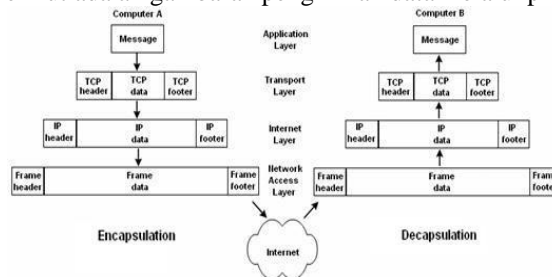 Computer A
Computer B
Message
Application Layer
Message
TCP header
TCP data
TCP footer
Transport Layer
TCP header
TCP data
TCP footer
IP header
IP data
IP footer
Internet Layer
IP header
IP data
IP footer
Frame header
Frame data
Frame footer
Network Access Layer
Frame header
Frame data
Frame footer
Encapsulation
Internet
Decapsulation